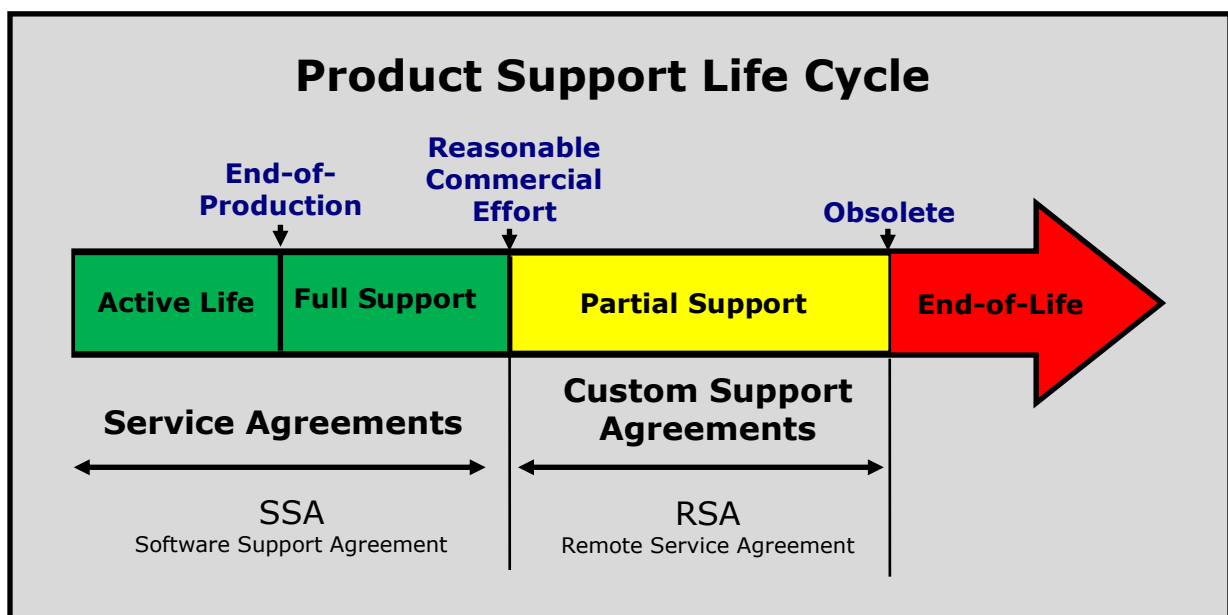 Product Support Life Cycle
End-of-
Production
Reasonable
Commercial
Effort
Obsolete
Active Life
Full Support
Partial Support
End-of-Life
Service Agreements
Custom Support
Agreements
SSA
Software Support Agreement
RSA
Remote Service Agreement